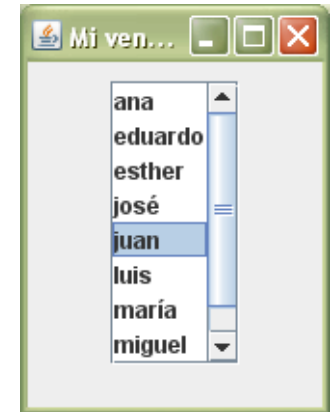 Mi ven...
ana
eduardo
esther
josé
juan
luis
maría
miguel